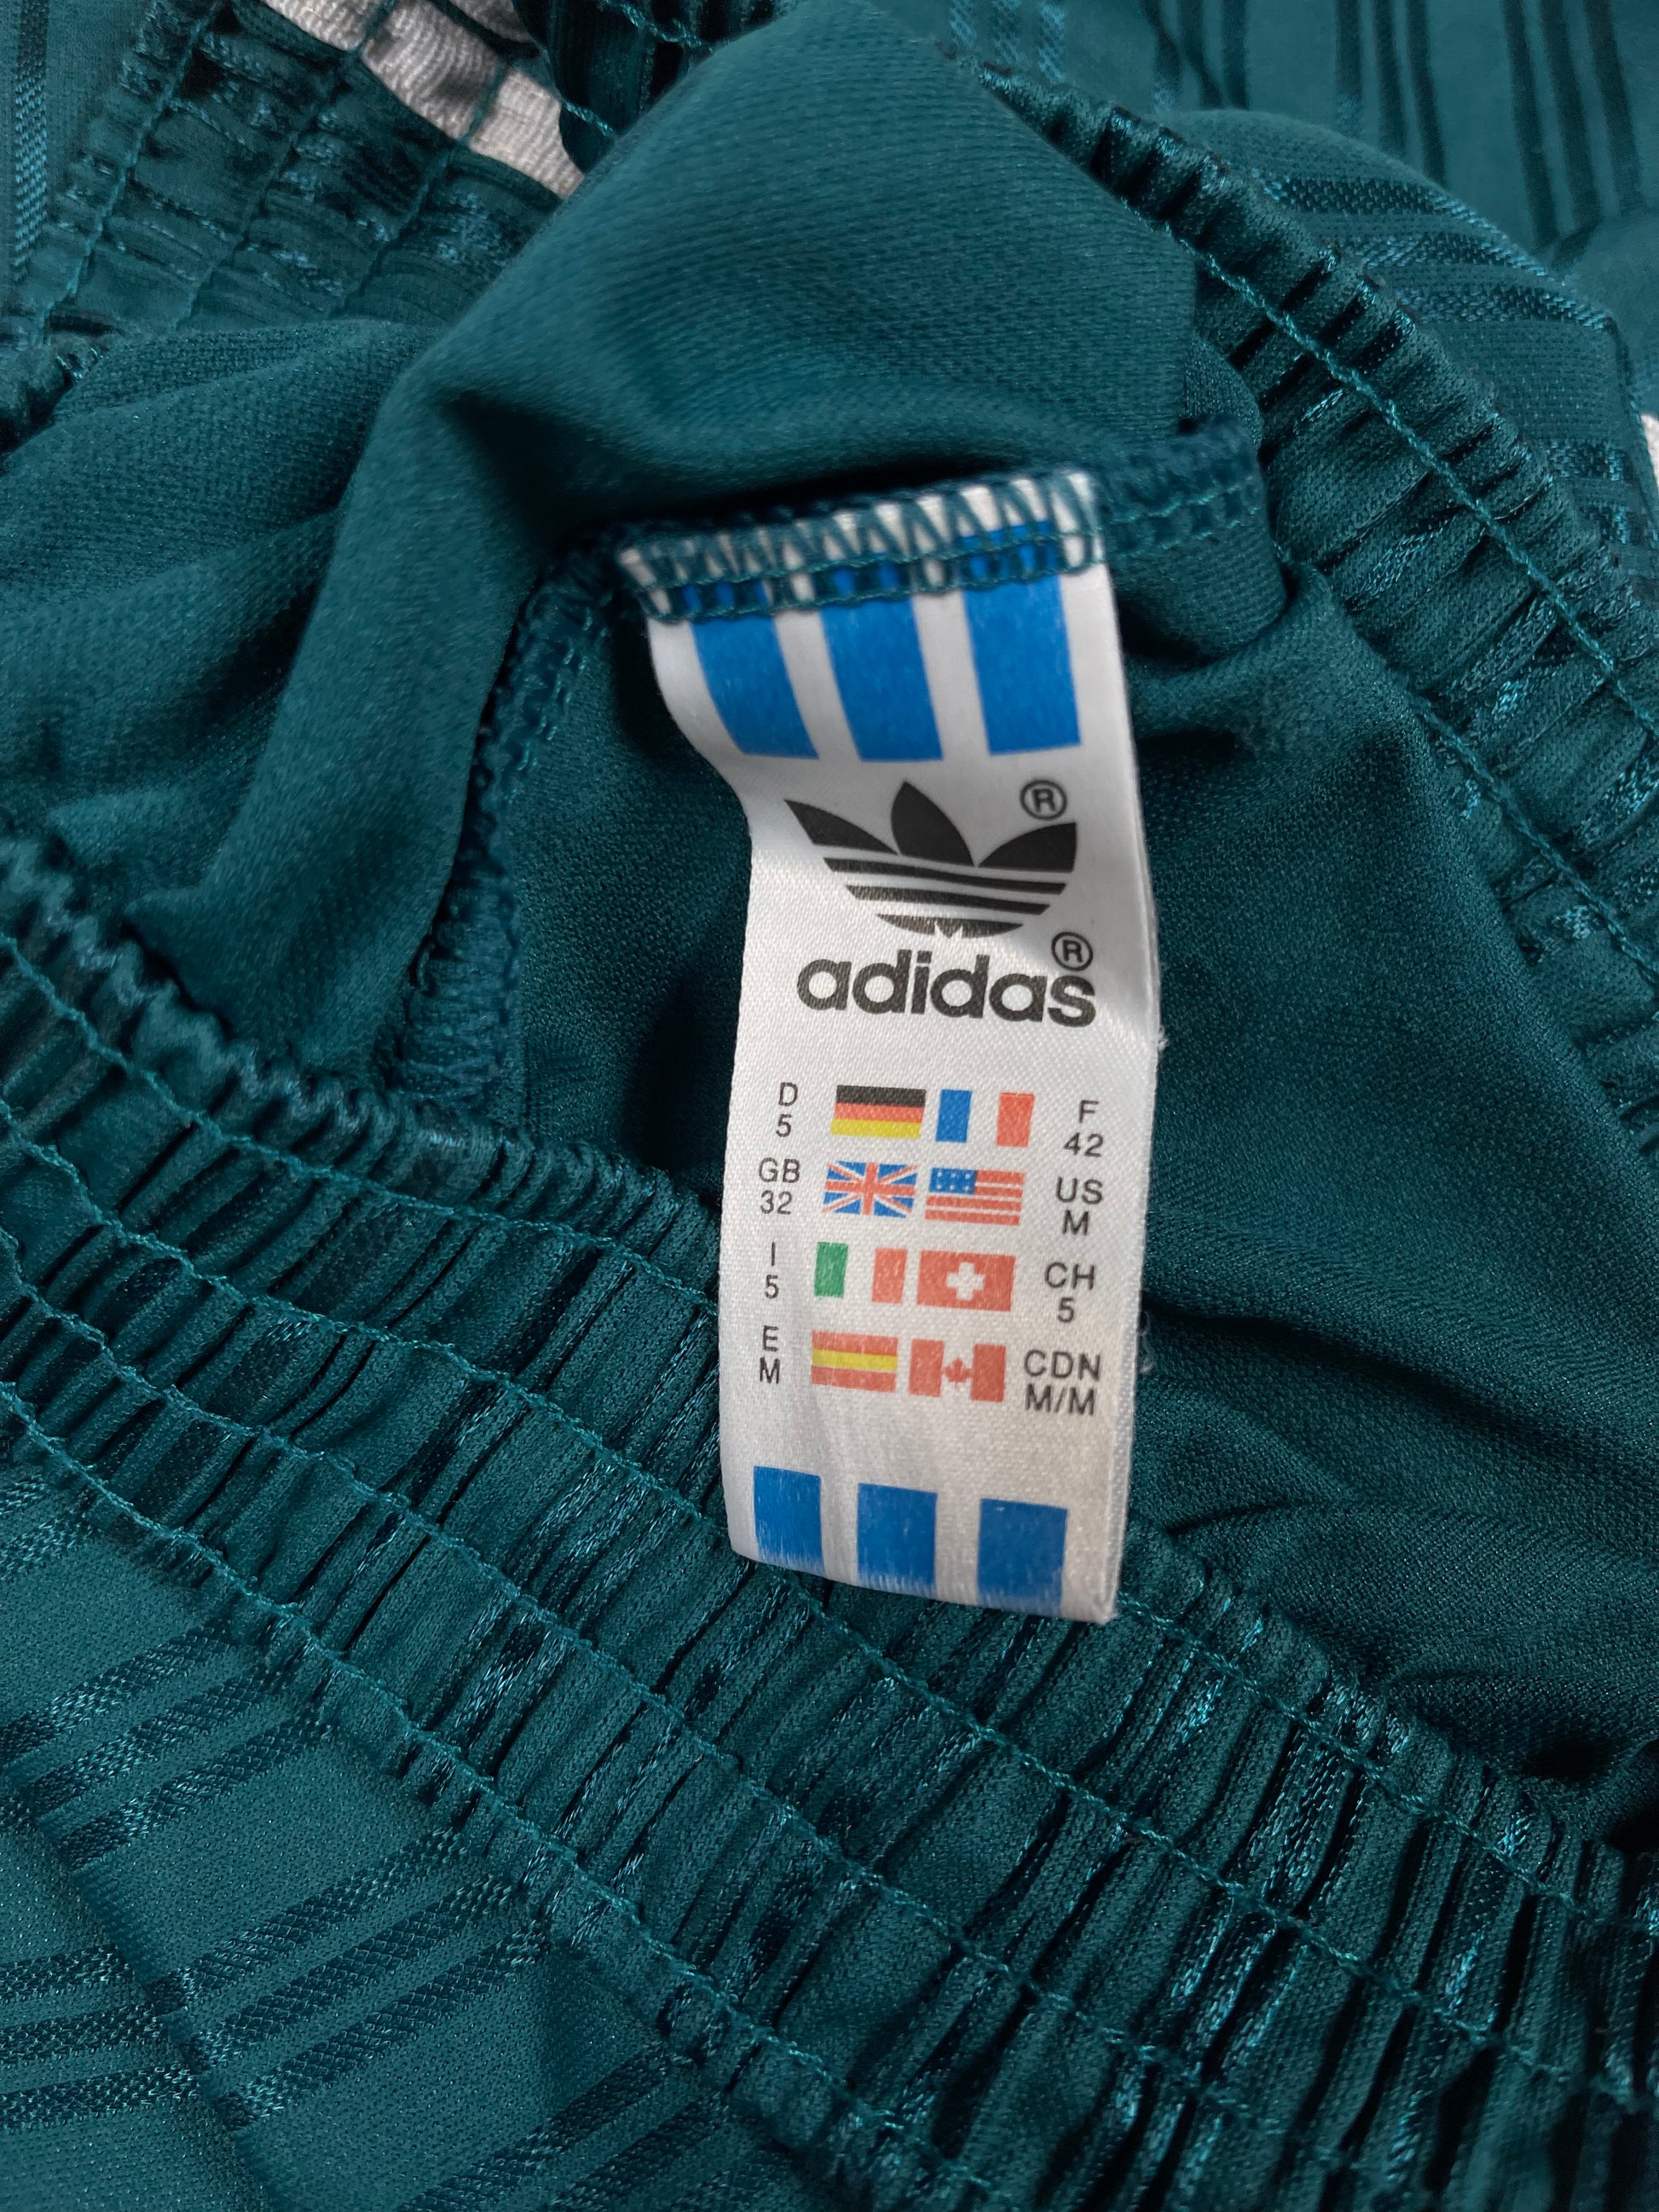 ®
adidas®
D F
5 42
GB US
32 M
I CH
5 5
E CDN
M M/M